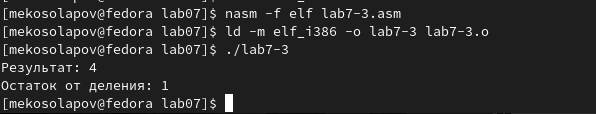 [mekosolapov@fedora lab07]$ nasm -f elf lab7-3.asm
[mekosolapov@fedora lab07]$ ld -m elf_i386 -o lab7-3 lab7-3.o
[mekosolapov@fedora lab07]$ ./lab7-3
Результат: 4
Остаток от деления: 1
[mekosolapov@fedora lab07]$